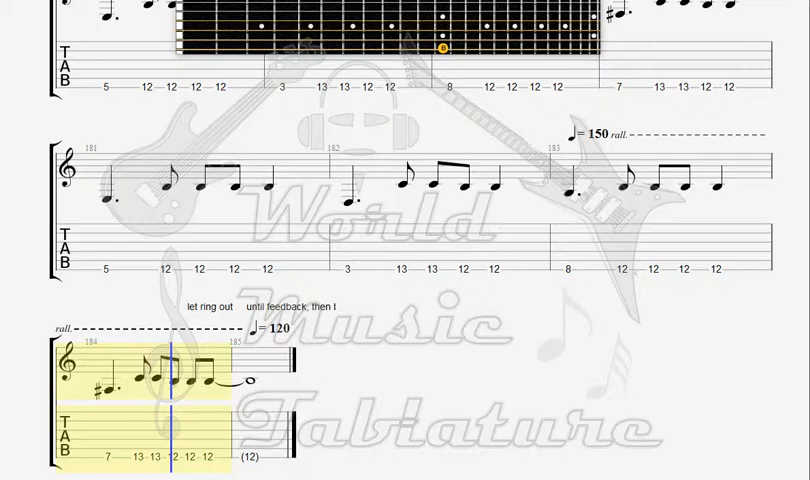 T A B
5 12 12 12 12 3 13 13 12 12 8 12 12 12 12 7 13 13 12 12
B
= 150 rall.
181 182 183
T A B
5 12 12 12 12 3 13 13 12 12 8 12 12 12 12
World
Music
Tabiature
let ring out until feedback, then
rall. = 120
184 185
T A B
7 13 13 12 12 12 (12)